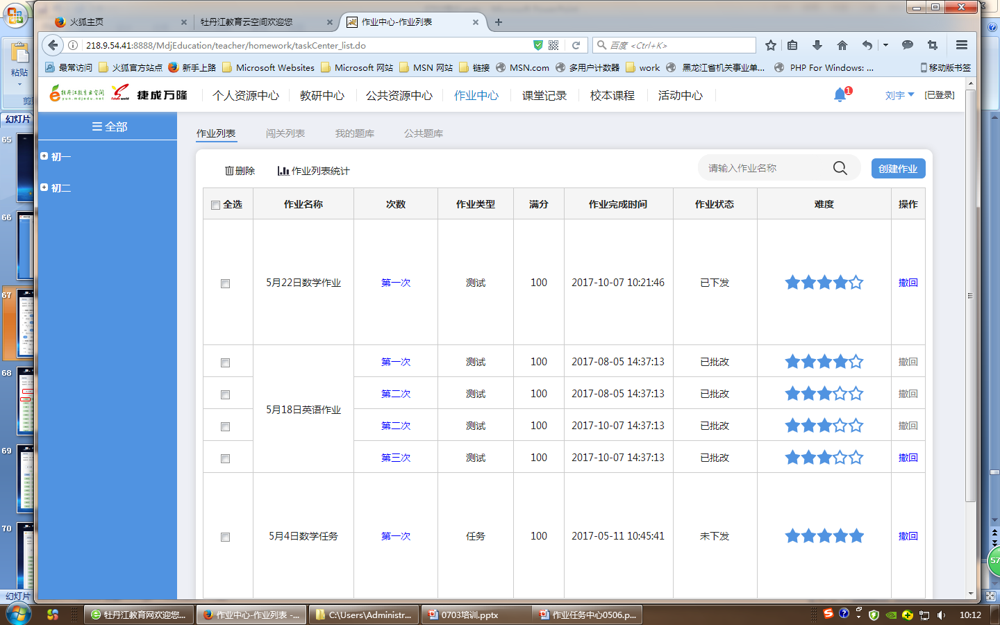 火狐主页
牡丹江教育云空间欢迎您
作业中心-作业列表
218.9.54.41:8888/MdjEducation/teacher/homework/taskCenter_list.do
百度 <Ctrl+K>
最常访问 火狐官方站点 新手上路 Microsoft Websites Microsoft 网站 MSN 网站 链接 MSN.com 多用户计数器 work 黑龙江省机关事业单... PHP For Windows: ... 移动版书签
粘贴
幻灯片
牡丹江教育云空间 捷成万隆 个人资源中心 教研中心 公共资源中心 作业中心 课堂记录 校本课程 活动中心 1 刘宇 [已登录]
yun.mdjedu.net
全部
初一
初二
作业列表 闯关列表 我的题库 公共题库
删除 作业列表统计 请输入作业名称 创建作业
全选 作业名称 次数 作业类型 满分 作业完成时间 作业状态 难度 操作
5月22日数学作业 第一次 测试 100 2017-10-07 10:21:46 已下发 撤回
第一次 测试 100 2017-08-05 14:37:13 已批改 撤回
第二次 测试 100 2017-08-05 14:37:13 已批改 撤回
5月18日英语作业
第二次 测试 100 2017-10-07 14:37:13 已批改 撤回
第三次 测试 100 2017-10-07 14:37:13 已批改 撤回
5月4日数学任务 第一次 任务 100 2017-05-11 10:45:41 未下发 撤回
65
66
67
68
69
70
57
幻灯片
牡丹江教育网欢迎您... 作业中心-作业列表 -... C:\Users\Administr... 0703培训.pptx 作业任务中心0506.p... 10:12